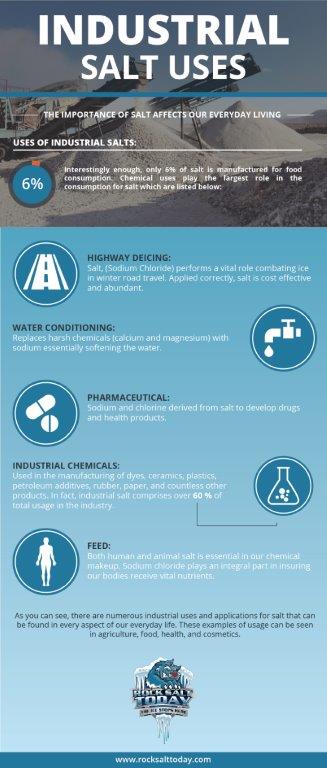 INDUSTRIAL
SALT USES
THE IMPORTANCE OF SALT AFFECTS OUR EVERYDAY LIVING
USES OF INDUSTRIAL SALTS:
6%
Interestingly enough, only 6% of salt is manufactured for food
consumption. Chemical uses play the largest role in the
consumption for salt which are listed below:
HIGHWAY DEICING:
Salt, (Sodium Chloride) performs a vital role combating ice
in winter road travel. Applied correctly, salt is cost effective
and abundant.
WATER CONDITIONING:
Replaces harsh chemicals (calcium and magnesium) with
sodium essentially softening the water.
PHARMACEUTICAL:
Sodium and chlorine derived from salt to develop drugs
and health products.
INDUSTRIAL CHEMICALS:
Used in the manufacturing of dyes, ceramics, plastics,
petroleum additives, rubber, paper, and countless other
products. In fact, industrial salt comprises over 60 % of
total usage in the industry.
FEED:
Both human and animal salt is essential in our chemical
makeup. Sodium chloride plays an integral part in insuring
our bodies receive vital nutrients.
As you can see, there are numerous industrial uses and applications for salt that can
be found in every aspect of our everyday life. These examples of usage can be seen
in agriculture, food, health, and cosmetics.
ROCK SALT
TODAY
THE ICE STOPS HERE
www.rocksalttoday.com